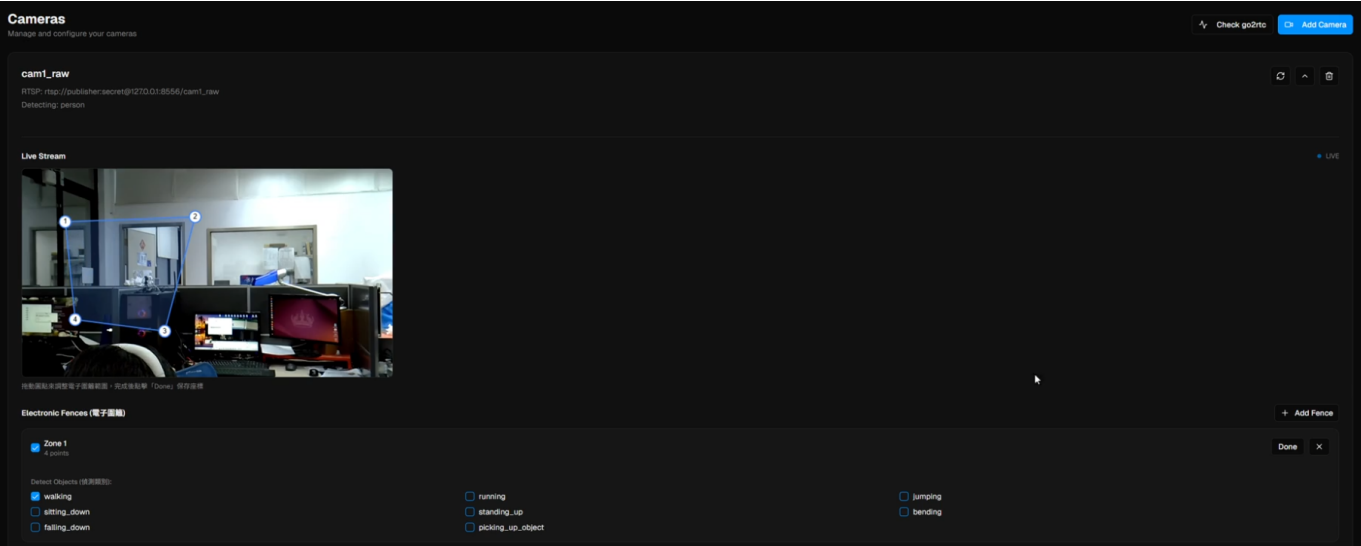 Cameras
Manage and configure your cameras
Check go2rtc
Add Camera
cam1_raw
RTSP: rtsp://publisher:secret@127.0.0.1:8556/cam1_raw
Detecting: person
Live Stream
LIVE
1
2
3
4
拖動圓點來調整電子圍籬範圍，完成後點擊「Done」保存座標
Electronic Fences (電子圍籬)
Add Fence
Zone 1
4 points
Done
Detect Objects (偵測類別):
walking
running
jumping
sitting_down
standing_up
bending
falling_down
picking_up_object